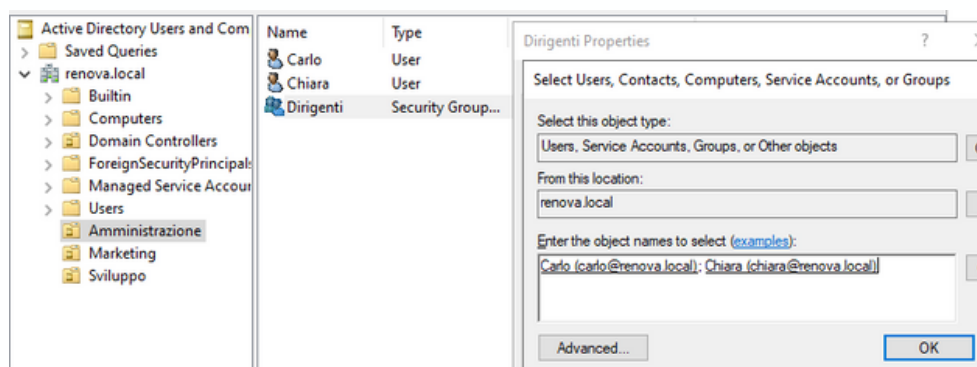 Active Directory Users and Com
Saved Queries
renova.local
Builtin
Computers
Domain Controllers
ForeignSecurityPrincipals
Managed Service Accour
Users
Amministrazione
Marketing
Sviluppo
Name Type
Carlo User
Chiara User
Dirigenti Security Group...
Dirigenti Properties ?
Select Users, Contacts, Computers, Service Accounts, or Groups
Select this object type:
Users, Service Accounts, Groups, or Other objects
From this location:
renova.local
Enter the object names to select (examples):
Carlo (carlo@renova.local); Chiara (chiara@renova.local)
Advanced...
OK